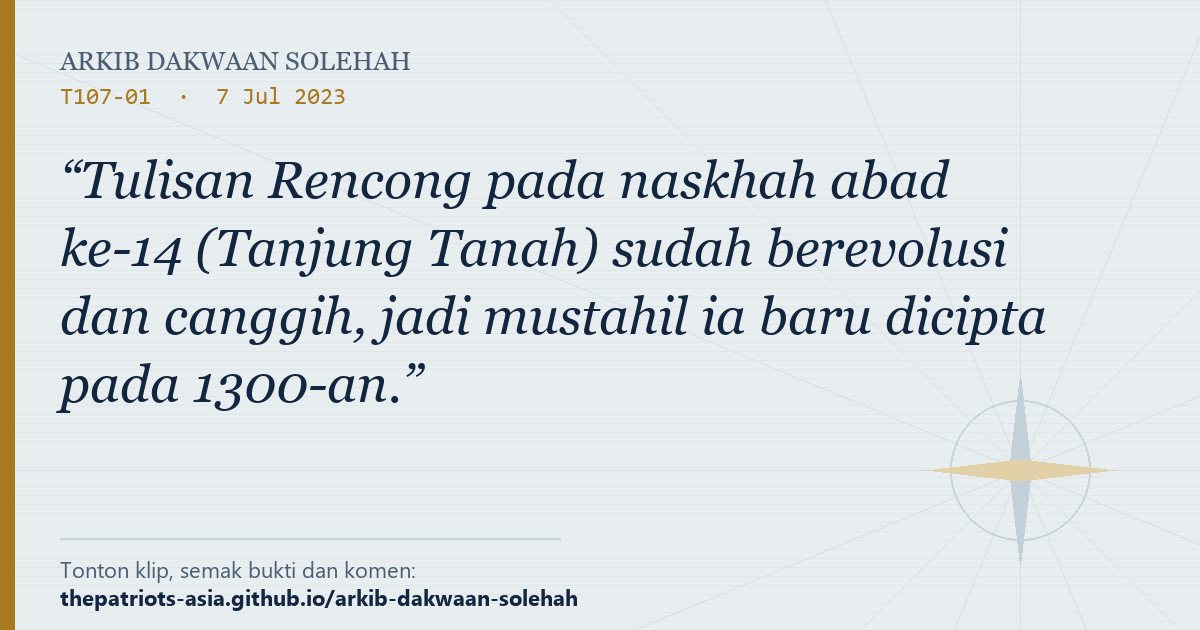 ARKIB DAKWAAN SOLEHAH
T107-01 · 7 Jul 2023
“Tulisan Rencong pada naskhah abad
ke-14 (Tanjung Tanah) sudah berevolusi
dan canggih, jadi mustahil ia baru dicipta
pada 1300-an.”
Tonton klip, semak bukti dan komen:
thepatriots-asia.github.io/arkib-dakwaan-solehah